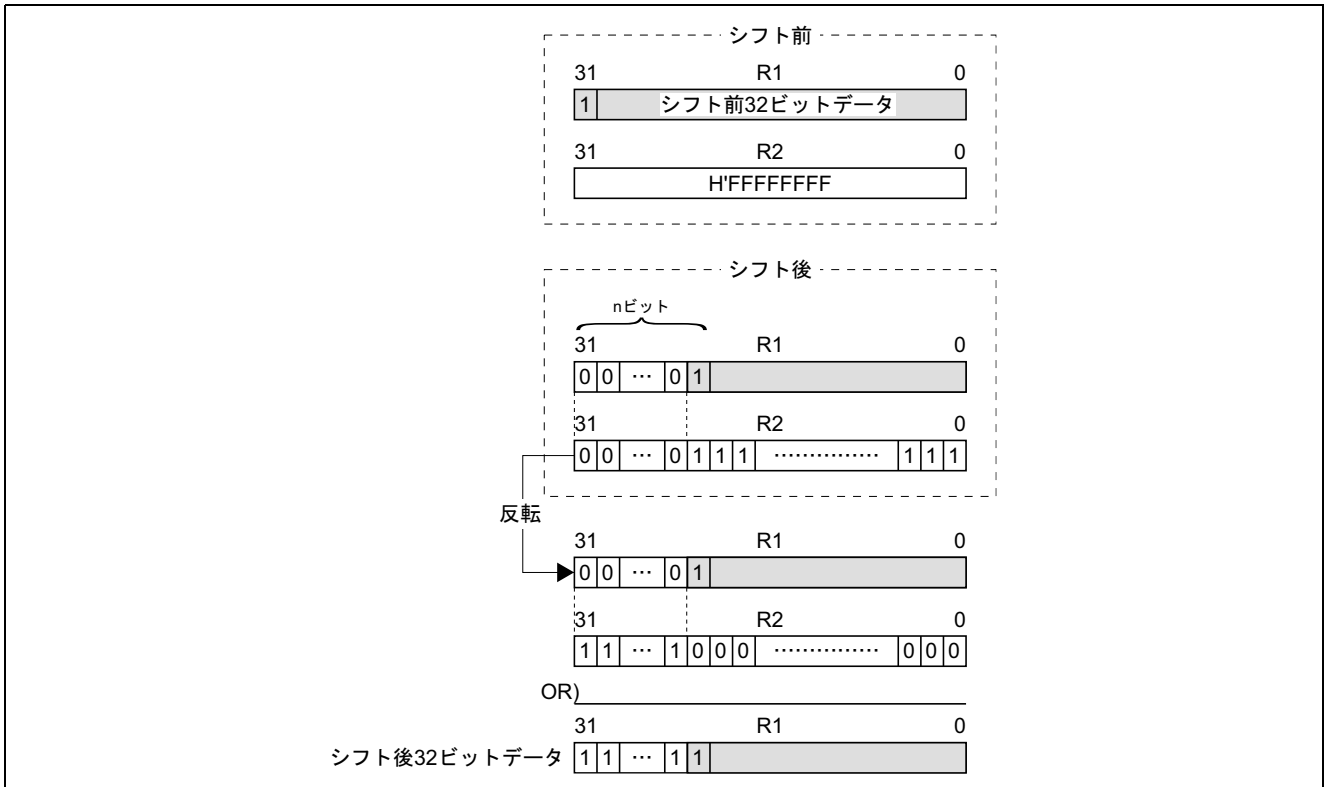 シフト前
31 R1 0
1 シフト前32ビットデータ
31 R2 0
H'FFFFFFFF
シフト後
nビット
31 R1 0
0 0 … 0 1
31 R2 0
0 0 … 0 1 1 1 …………… 1 1 1
反転
31 R1 0
0 0 … 0 1
31 R2 0
1 1 … 1 0 0 0 …………… 0 0 0
OR)
31 R1 0
シフト後32ビットデータ 1 1 … 1 1